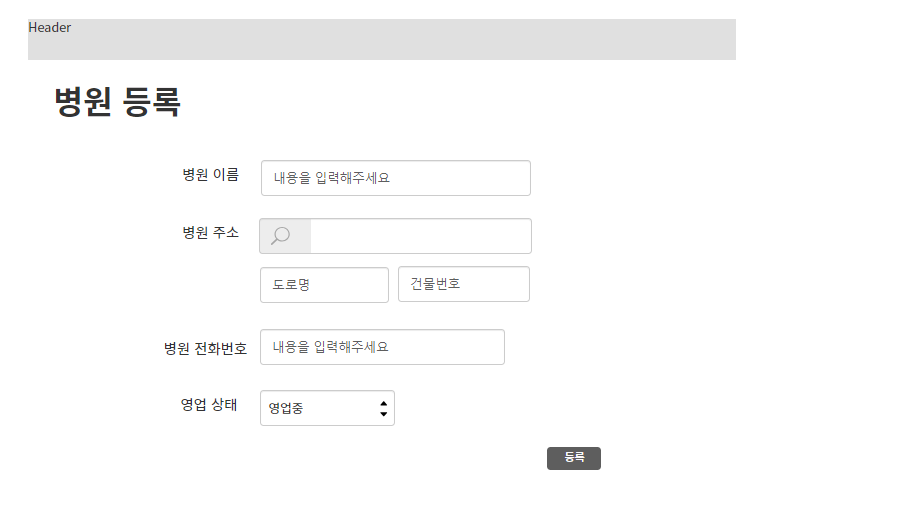 Header
병원 등록
병원 이름 내용을 입력해주세요
병원 주소
도로명 건물번호
병원 전화번호 내용을 입력해주세요
영업 상태 영업중
등록